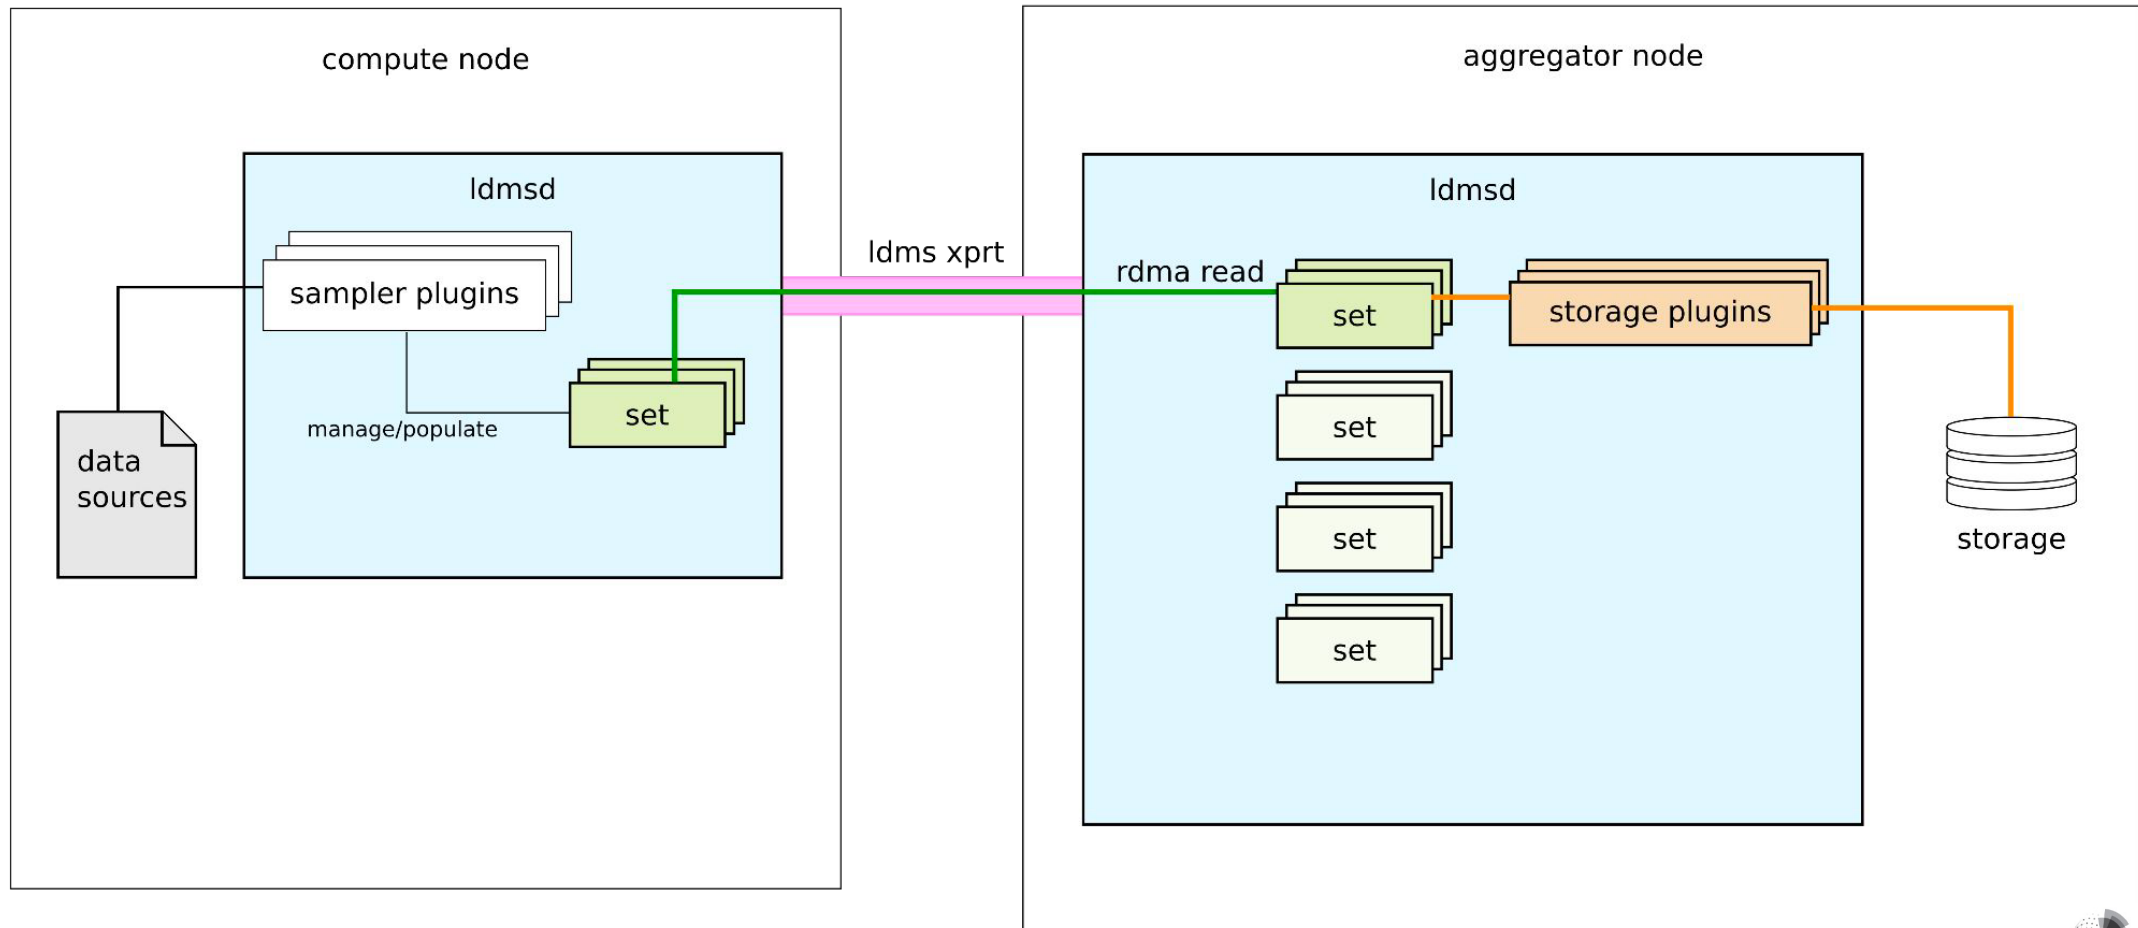 compute node
aggregator node
ldmsd
sampler plugins
manage/populate
set
data
sources
ldms xprt
ldmsd
rdma read
set
storage plugins
set
set
set
storage